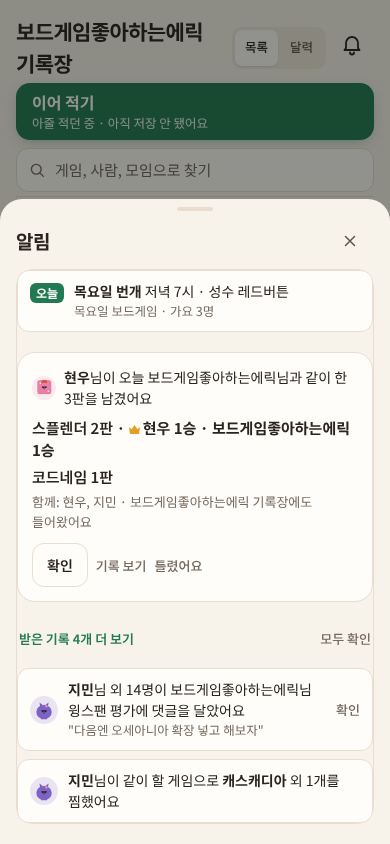 보드게임좋아하는에릭
기록장
목록
달력
이어 적기
아줄 적던 중 · 아직 저장 안 됐어요
게임, 사람, 모임으로 찾기
알림
오늘
목요일 번개 저녁 7시 · 성수 레드버튼
목요일 보드게임 · 가요 3명
현우님이 오늘 보드게임좋아하는에릭님과 같이 한
3판을 남겼어요
스플렌더 2판 · 현우 1승 · 보드게임좋아하는에릭
1승
코드네임 1판
함께: 현우, 지민 · 보드게임좋아하는에릭 기록장에도
들어왔어요
확인
기록 보기
틀렸어요
받은 기록 4개 더 보기
모두 확인
지민님 외 14명이 보드게임좋아하는에릭님
윙스팬 평가에 댓글을 달았어요
"다음엔 오세아니아 확장 넣고 해보자"
확인
지민님이 같이 할 게임으로 캐스캐디아 외 1개를
찜했어요